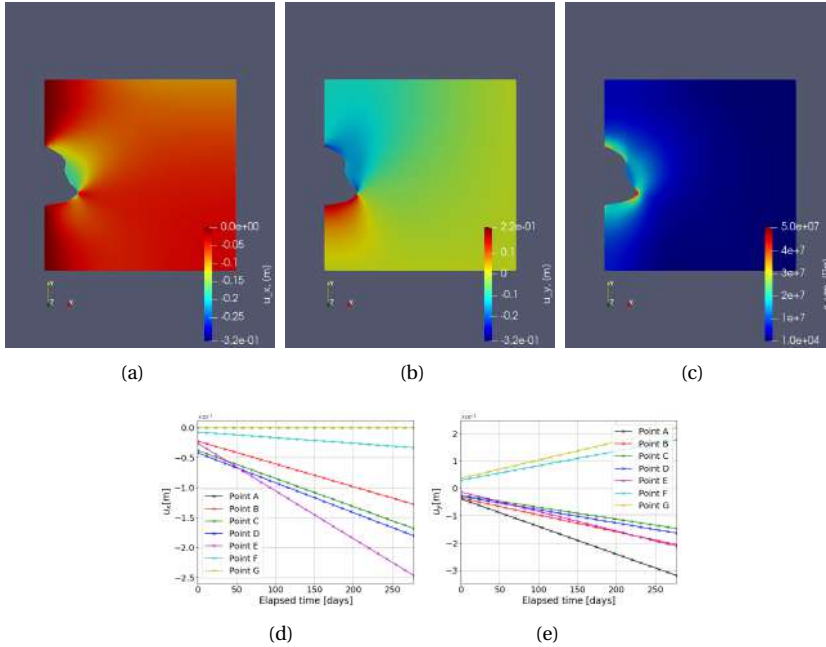 0.0e+00
-0.05
-0.1
-0.15
-0.2
-0.25
-3.2e-01
u_x, (m)
2.2e-01
0.1
0
-0.1
-0.2
-3.2e-01
u_y, (m)
5.0e+07
4e+7
3e+7
2e+7
1.0e+04
(a)
(b)
(c)
0.0
−0.5
−1.0
−1.5
−2.0
−2.5
uₓ[m]
Point A
Point B
Point C
Point D
Point E
Point F
Point G
0 50 100 150 200 250
Elapsed time [days]
(d)
2
1
0
−1
−2
−3
u_y[m]
Point A
Point B
Point C
Point D
Point E
Point F
Point G
0 50 100 150 200 250
Elapsed time [days]
(e)